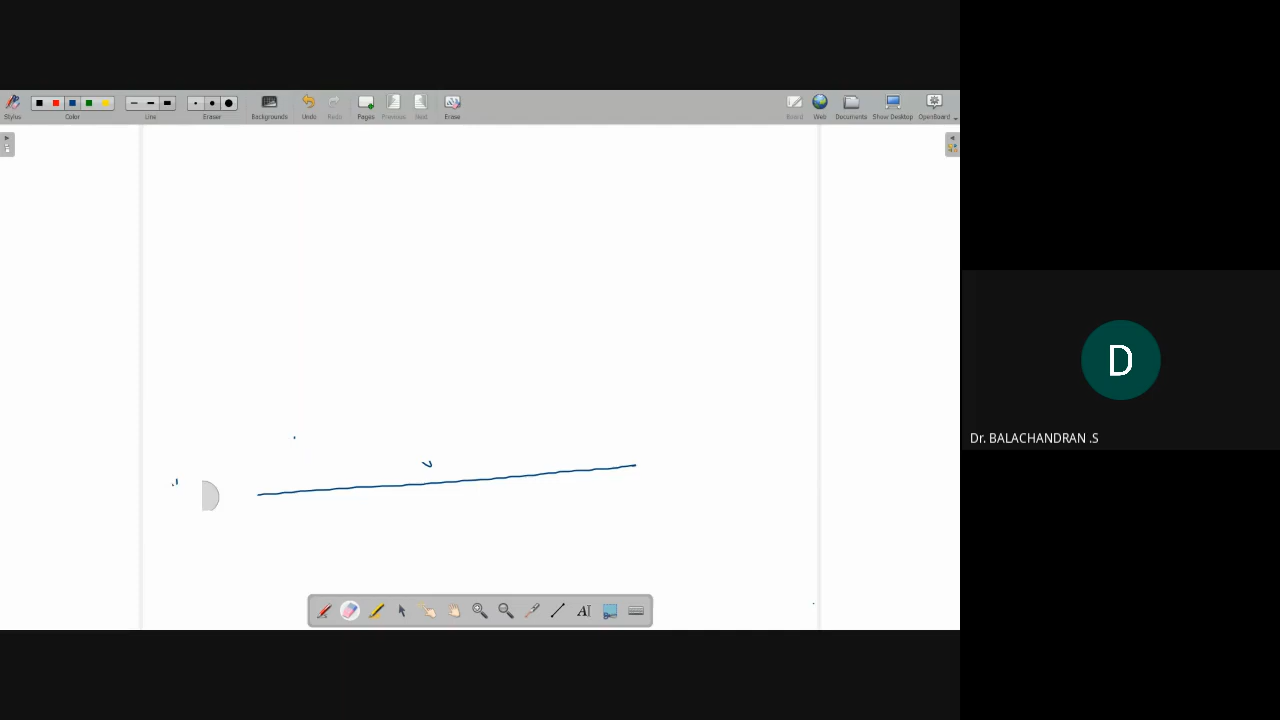 Stylus Color Line Eraser Backgrounds Undo Redo Pages Previous Next Erase Board Web Documents Show Desktop OpenBoard
D
Dr. BALACHANDRAN .S
AI